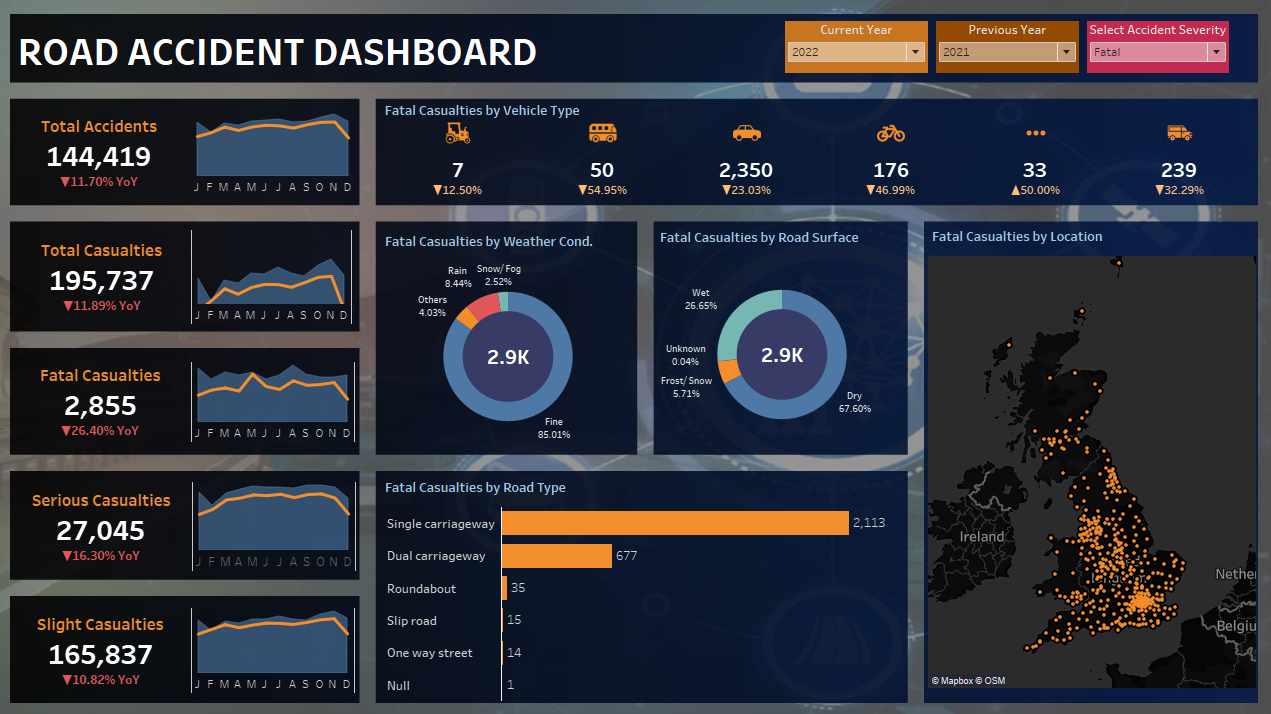 ROAD ACCIDENT DASHBOARD
Current Year
2022
Previous Year
2021
Select Accident Severity
Fatal
Total Accidents
144,419
▼11.70% YoY
J F M A M J J A S O N D
Total Casualties
195,737
▼11.89% YoY
J F M A M J J A S O N D
Fatal Casualties
2,855
▼26.40% YoY
J F M A M J J A S O N D
Serious Casualties
27,045
▼16.30% YoY
J F M A M J J A S O N D
Slight Casualties
165,837
▼10.82% YoY
J F M A M J J A S O N D
Fatal Casualties by Vehicle Type
7 50 2,350 176 33 239
▼12.50% ▼54.95% ▼23.03% ▼46.99% ▲50.00% ▼32.29%
Fatal Casualties by Weather Cond.
Rain
8.44%
Snow/ Fog
2.52%
Others
4.03%
2.9K
Fine
85.01%
Fatal Casualties by Road Surface
Wet
26.65%
Unknown
0.04%
Frost/ Snow
5.71%
2.9K
Dry
67.60%
Fatal Casualties by Road Type
Single carriageway 2,113
Dual carriageway 677
Roundabout 35
Slip road 15
One way street 14
Null 1
Fatal Casualties by Location
Ireland
Nether
Belgiu
© Mapbox © OSM